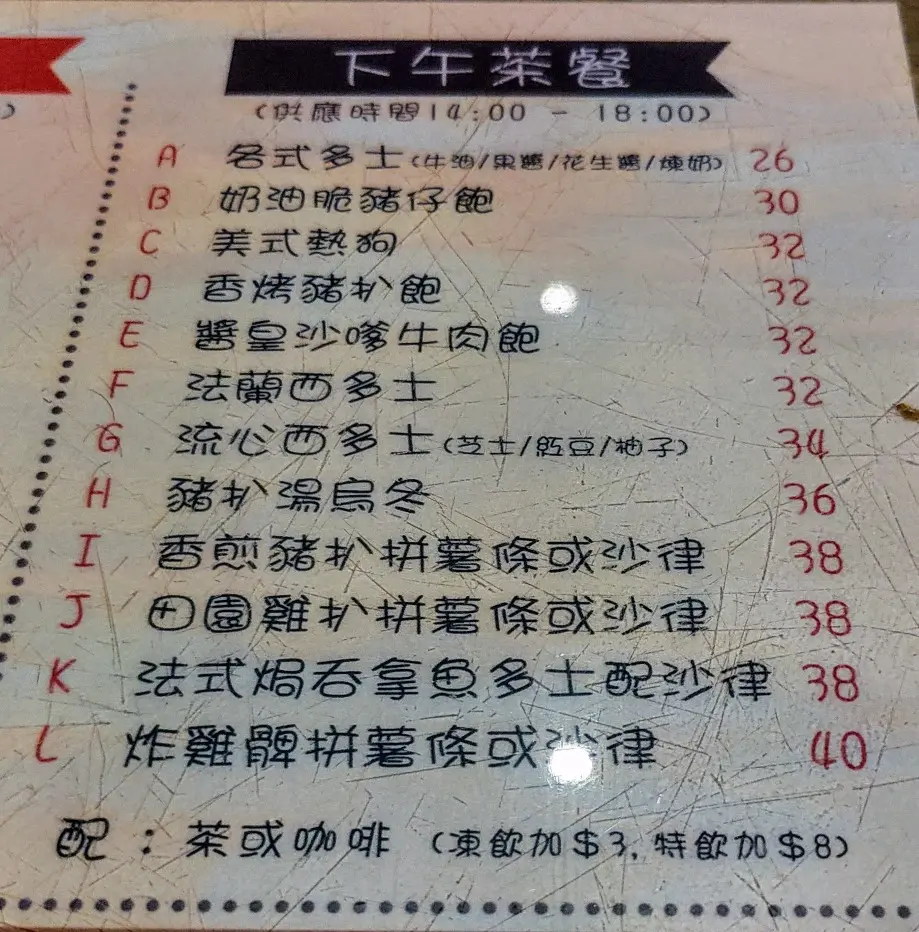 下午茶餐
(供應時間14:00 - 18:00)
A 各式多士(牛油/果醬/花生醬/煉奶) 26
B 奶油脆豬仔飽 30
C 美式熱狗 32
D 香烤豬扒飽 32
E 醬皇沙嗲牛肉飽 32
F 法蘭西多士 32
G 流心西多士(芝士/紅豆/柚子) 34
H 豬扒湯烏冬 36
I 香煎豬扒拼薯條或沙律 38
J 田園雞扒拼薯條或沙律 38
K 法式焗吞拿魚多士配沙律 38
L 炸雞髀拼薯條或沙律 40
配:茶或咖啡 (凍飲加$3,特飲加$8)